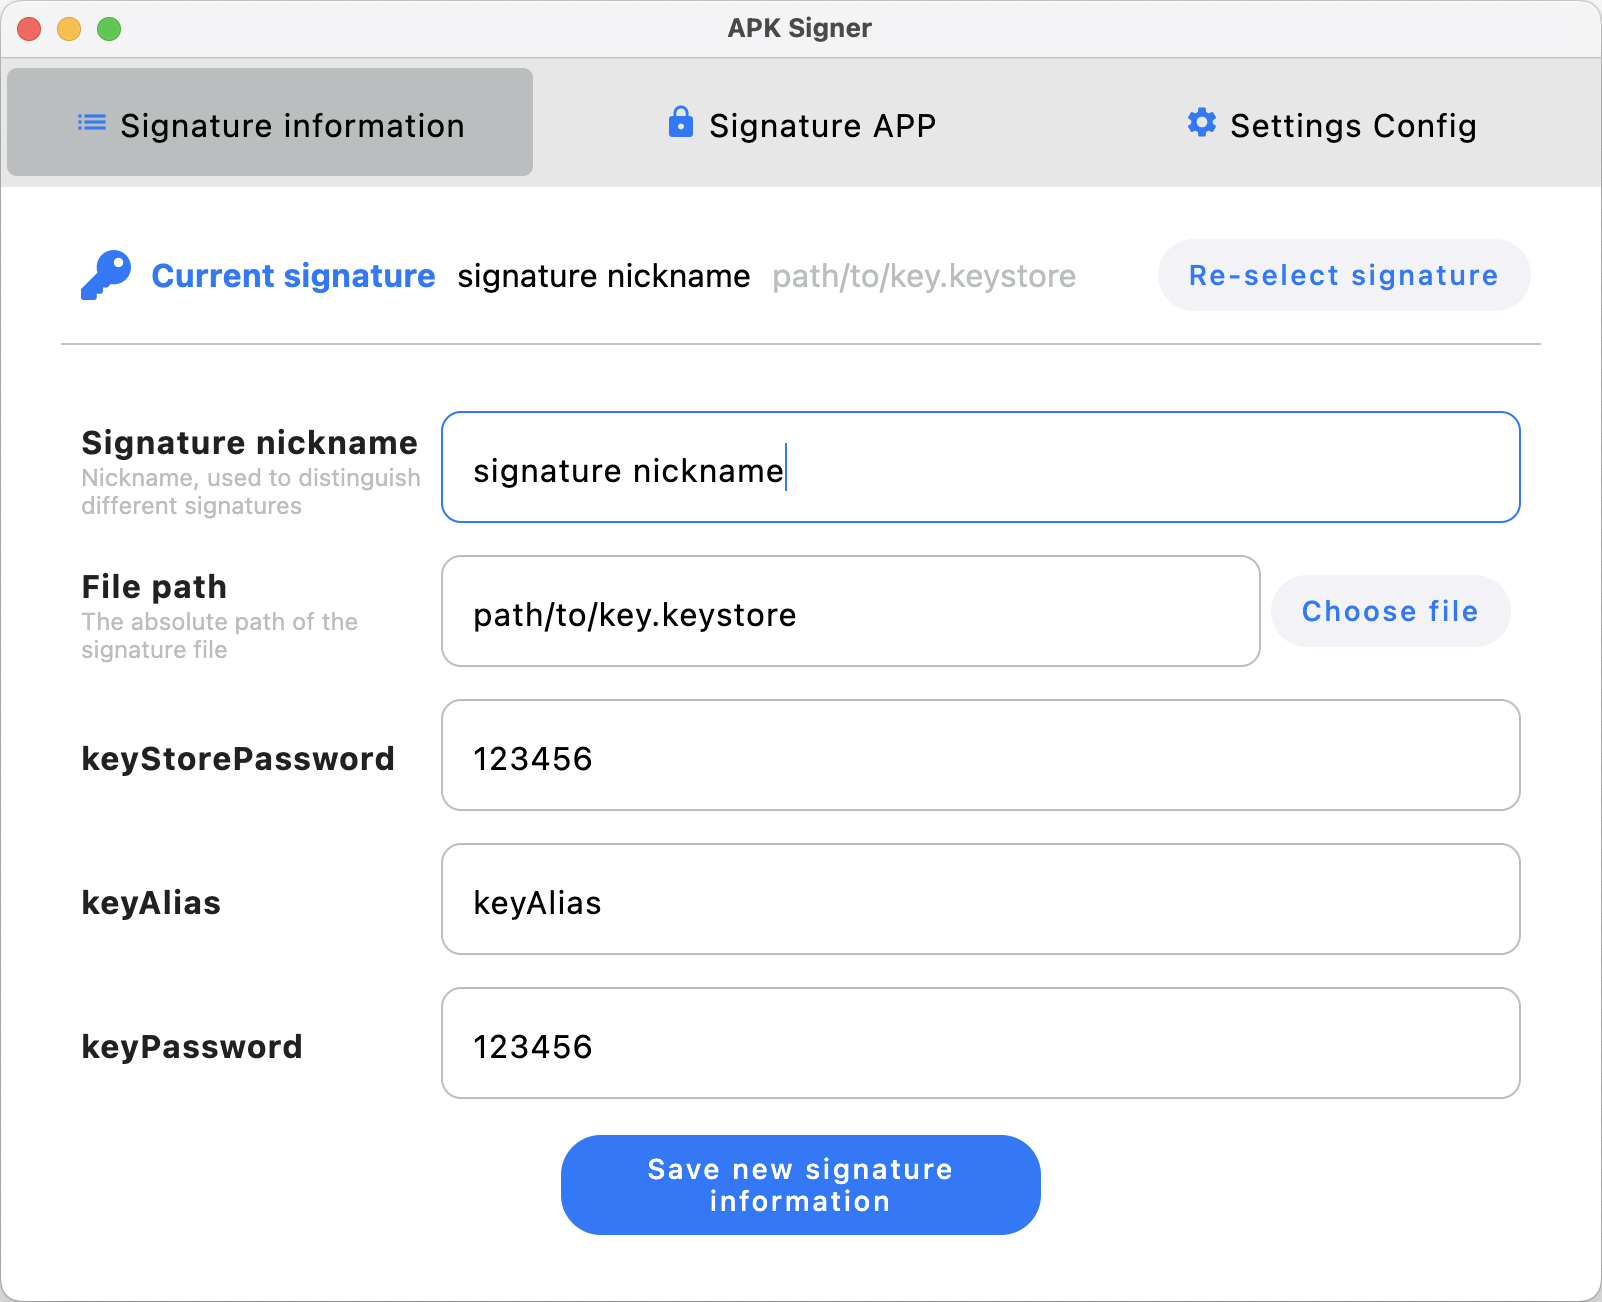 APK Signer
Signature information
Signature APP
Settings Config
Current signature signature nickname path/to/key.keystore
Re-select signature
Signature nickname
Nickname, used to distinguish
different signatures
signature nickname
File path
The absolute path of the
signature file
path/to/key.keystore
Choose file
keyStorePassword
123456
keyAlias
keyAlias
keyPassword
123456
Save new signature
information